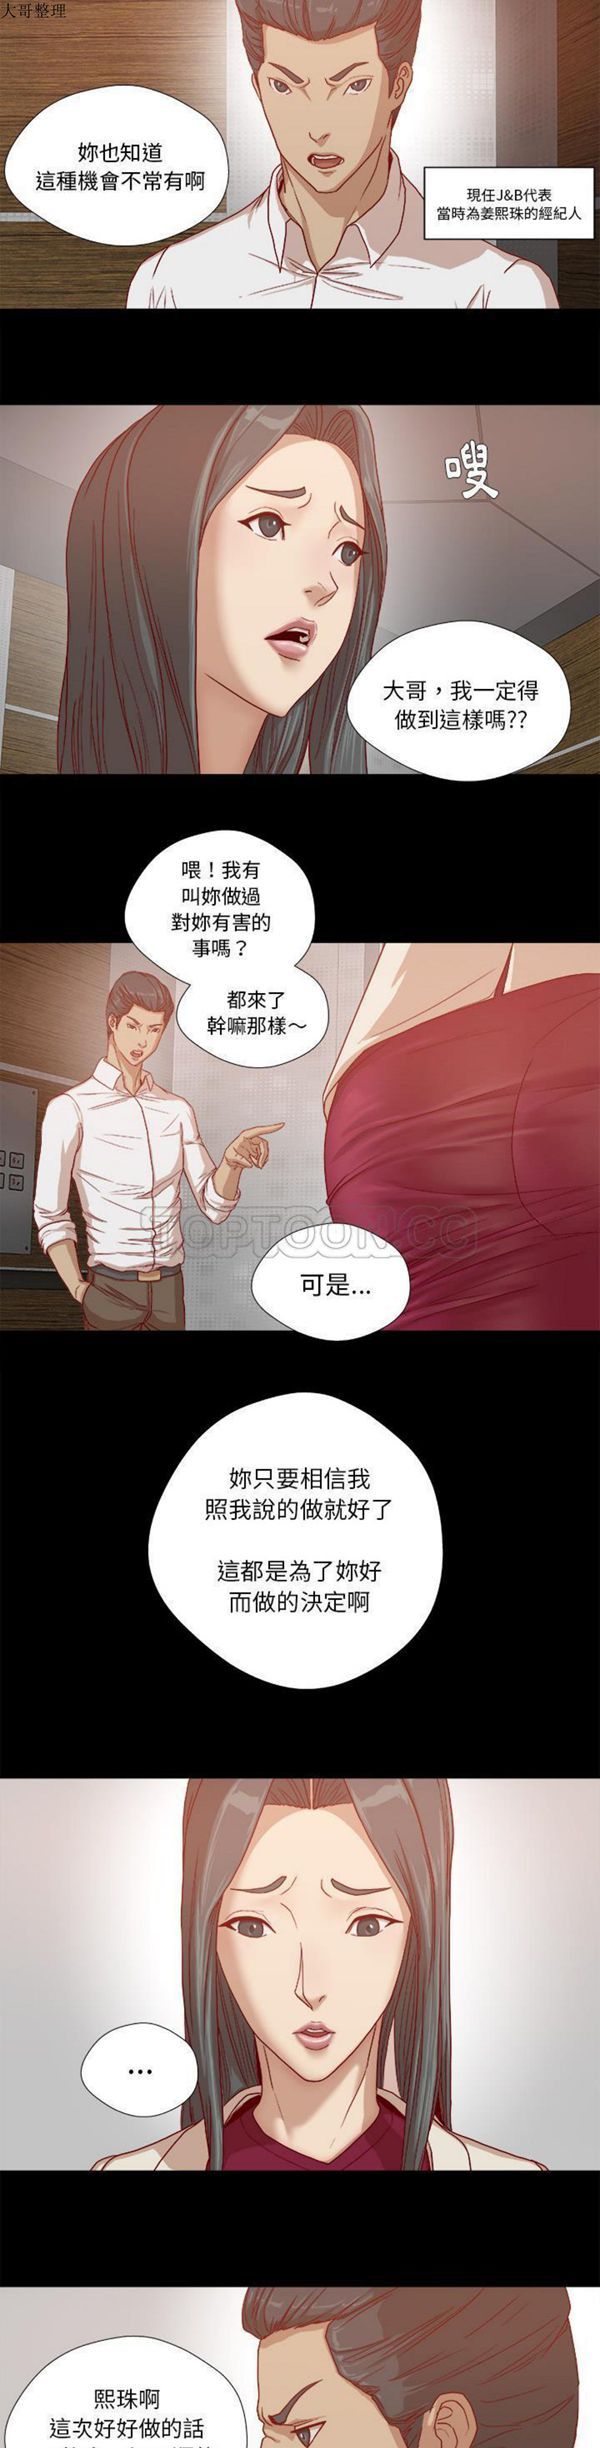 大哥整理
妳也知道
這種機會不常有啊
現任J&B代表
當時為姜熙珠的經紀人
嗖
大哥，我一定得
做到這樣嗎??
喂！我有
叫妳做過
對妳有害的
事嗎？
都來了
幹嘛那樣～
TOPTOON.CC
可是...
妳只要相信我
照我說的做就好了
這都是為了妳好
而做的決定啊
...
熙珠啊
這次好好做的話